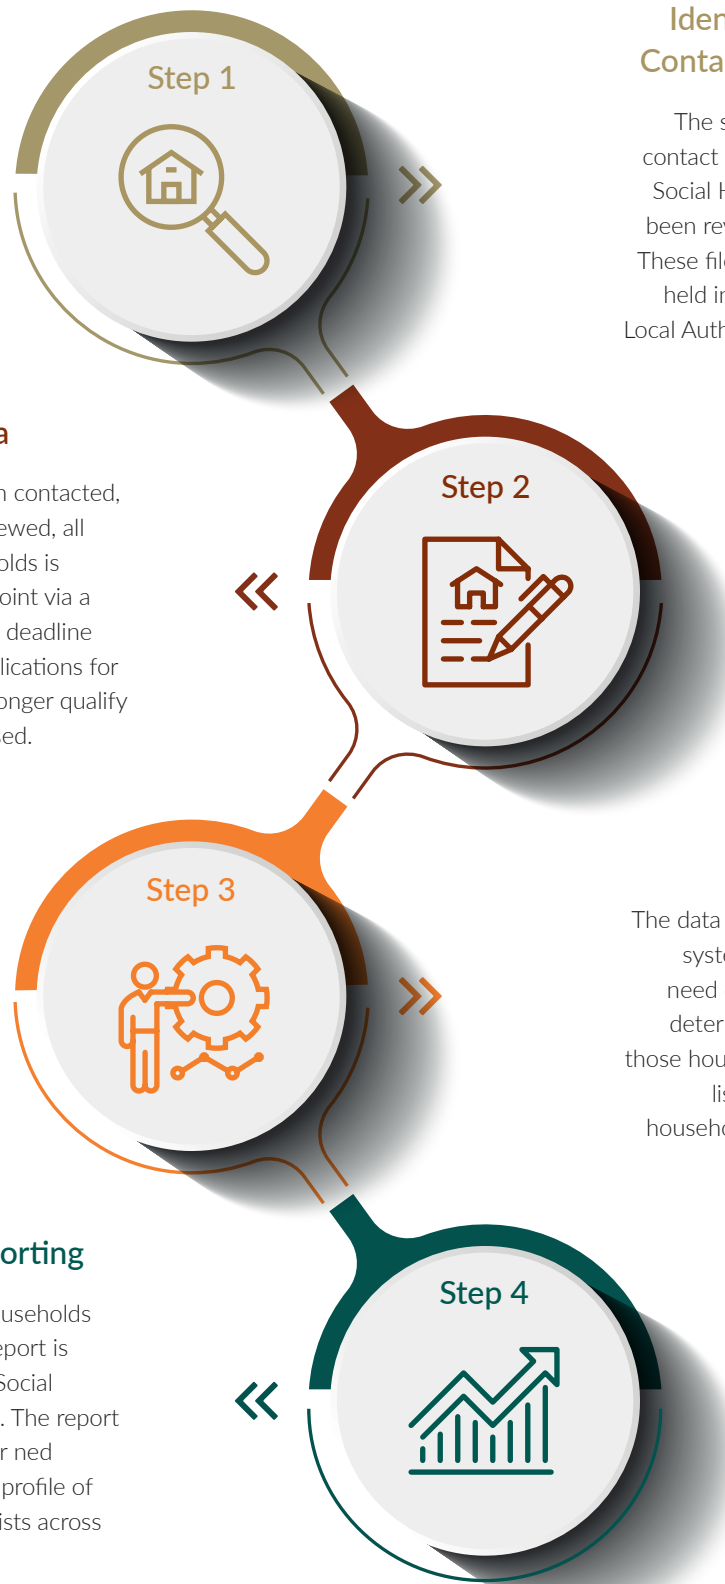 Step 1
Iden
Conta
The s
contact
Social H
been rev
These file
held in
Local Auth
a
n contacted,
ewed, all
olds is
oint via a
deadline
lications for
onger qualify
sed.
Step 2
Step 3
The data
syste
need
deter
those hou
lis
househo
orting
useholds
eport is
Social
. The report
r ned
profile of
ists across
Step 4